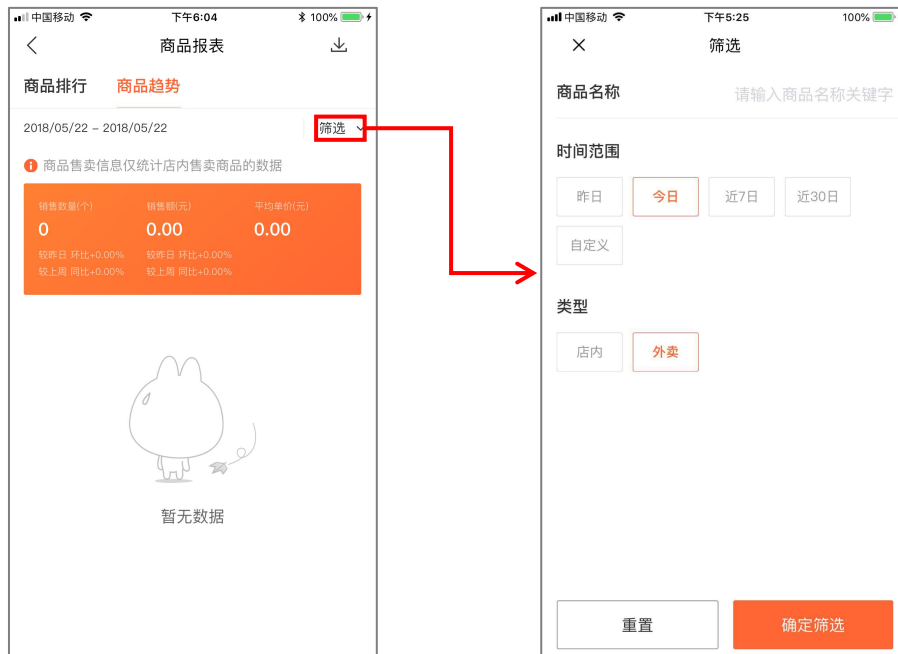 中国移动 下午6:04 100%
商品报表
商品排行 商品趋势
2018/05/22 – 2018/05/22 筛选
商品售卖信息仅统计店内售卖商品的数据
销售数量(个) 销售额(元) 平均单价(元)
0 0.00 0.00
较昨日 环比+0.00% 较昨日 环比+0.00%
较上周 同比+0.00% 较上周 同比+0.00%
暂无数据
中国移动 下午5:25 100%
筛选
商品名称 请输入商品名称关键字
时间范围
昨日 今日 近7日 近30日
自定义
类型
店内 外卖
重置 确定筛选